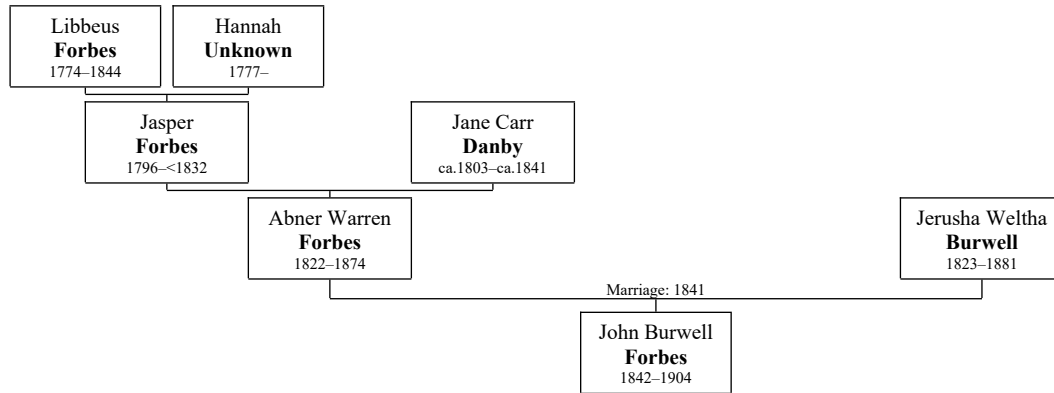 Libbeus
Forbes
1774–1844
Hannah
Unknown
1777–
Jasper
Forbes
1796–<1832
Jane Carr
Danby
ca.1803–ca.1841
Abner Warren
Forbes
1822–1874
Jerusha Weltha
Burwell
1823–1881
Marriage: 1841
John Burwell
Forbes
1842–1904